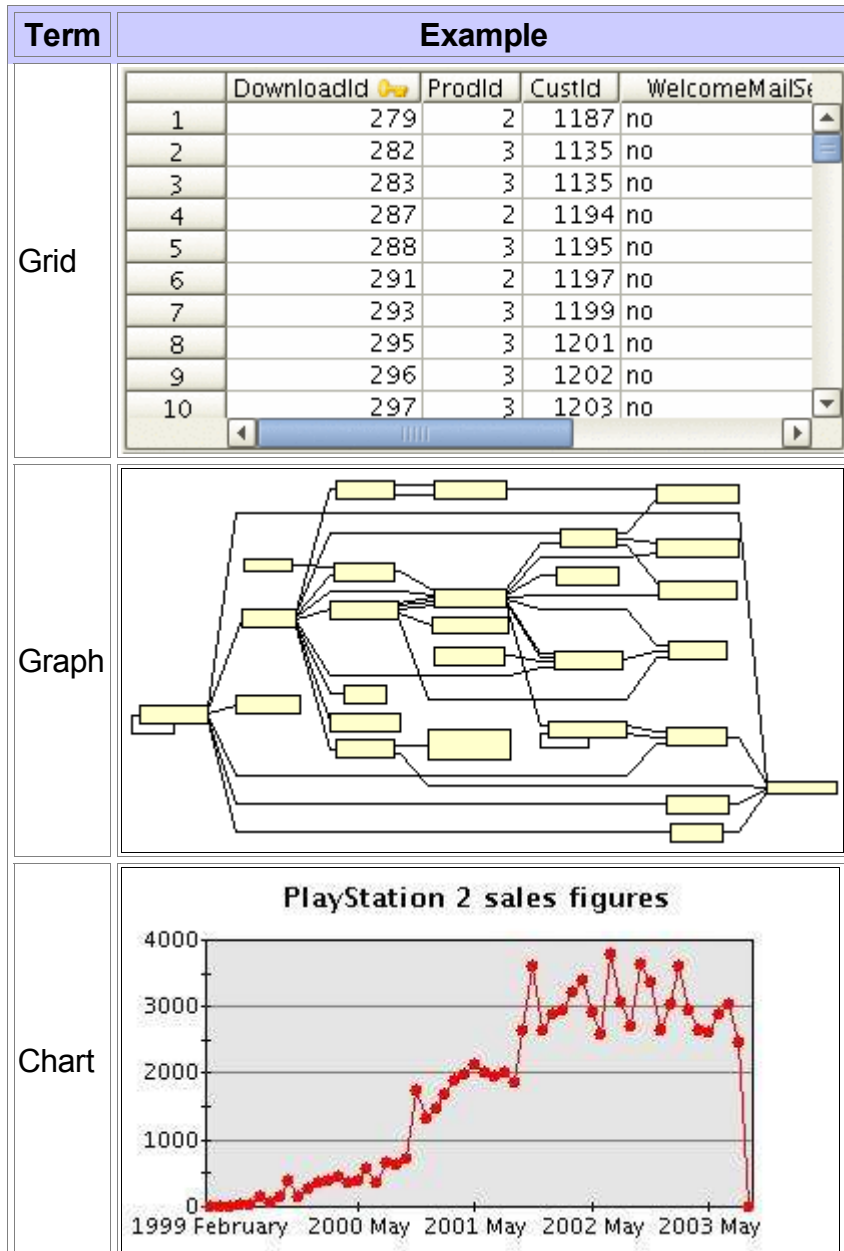 Term Example
Grid
DownloadId ProdId CustId WelcomeMailSe
1 279 2 1187 no
2 282 3 1135 no
3 283 3 1135 no
4 287 2 1194 no
5 288 3 1195 no
6 291 2 1197 no
7 293 3 1199 no
8 295 3 1201 no
9 296 3 1202 no
10 297 3 1203 no
Graph
Chart
PlayStation 2 sales figures
4000
3000
2000
1000
0
1999 February 2000 May 2001 May 2002 May 2003 May